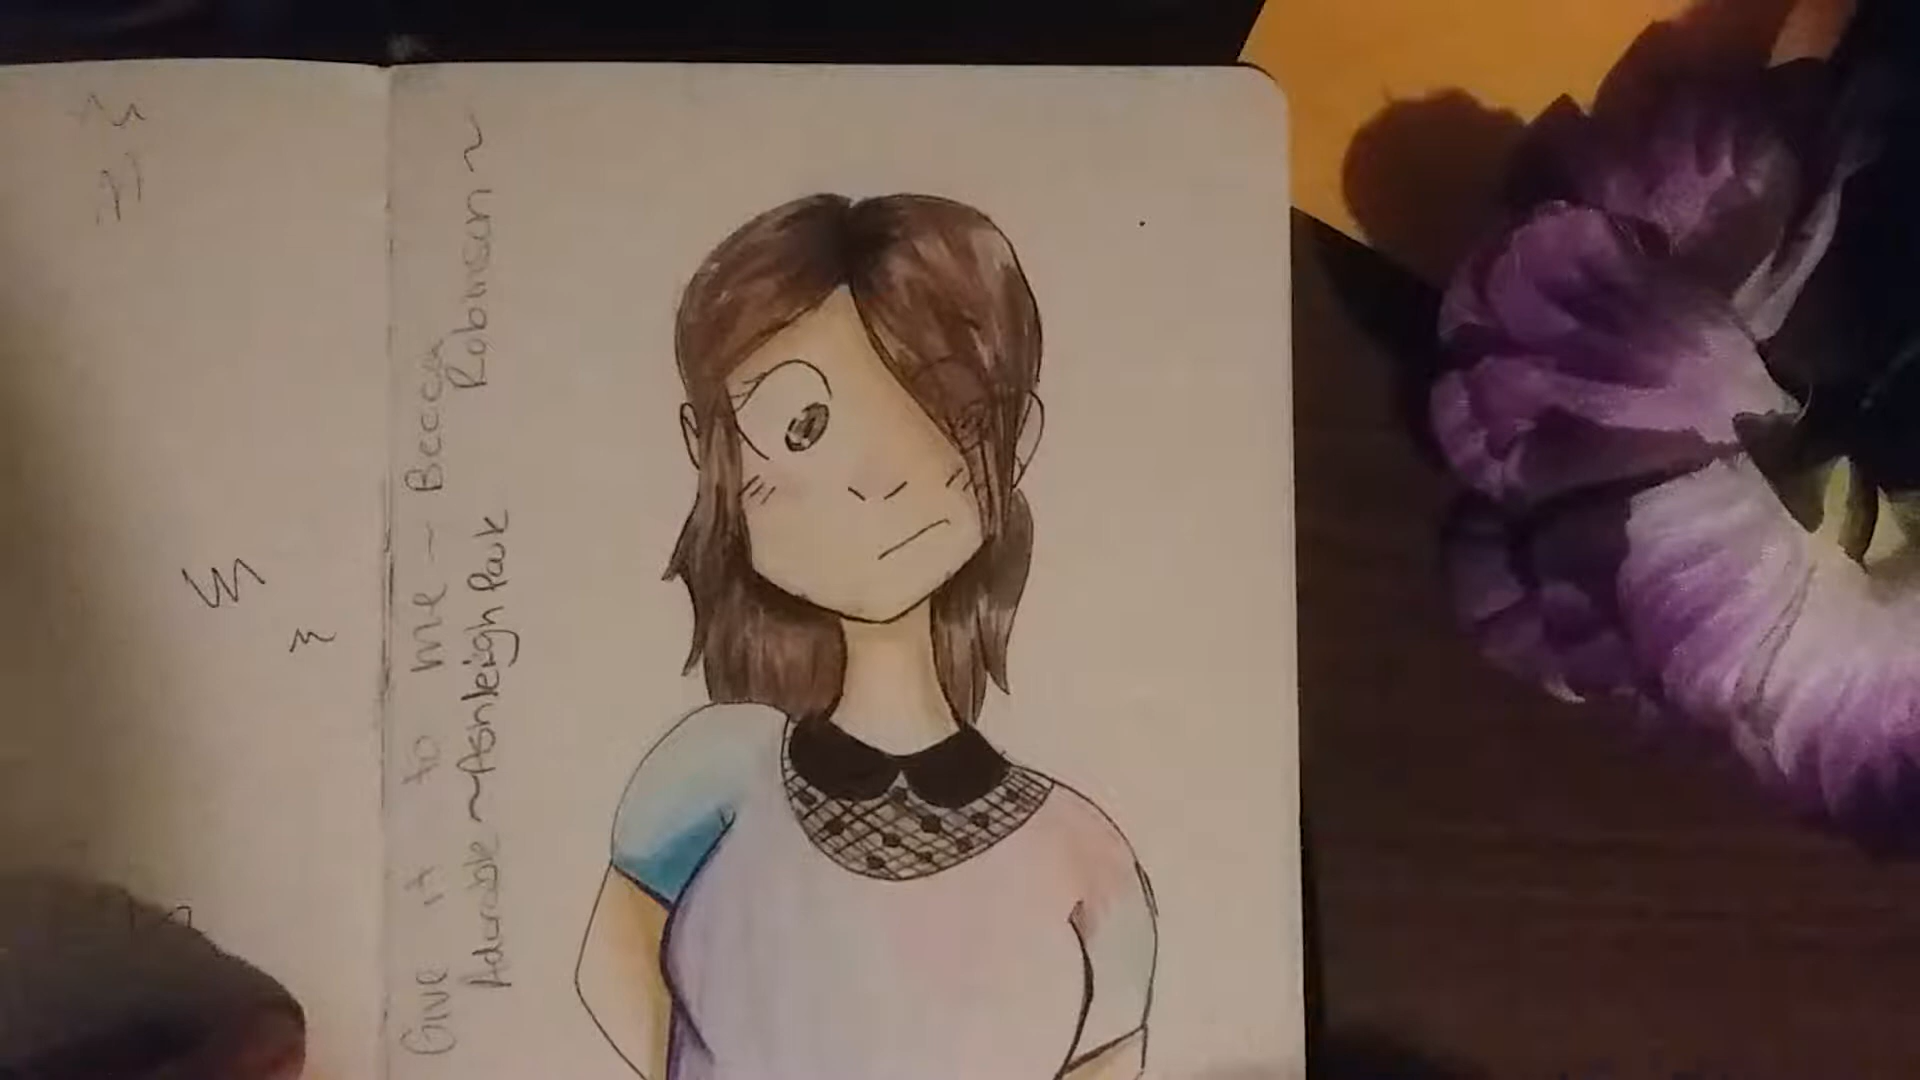 Give it to me - Becca Robinson ~
Adorable ~ Ashleigh Park